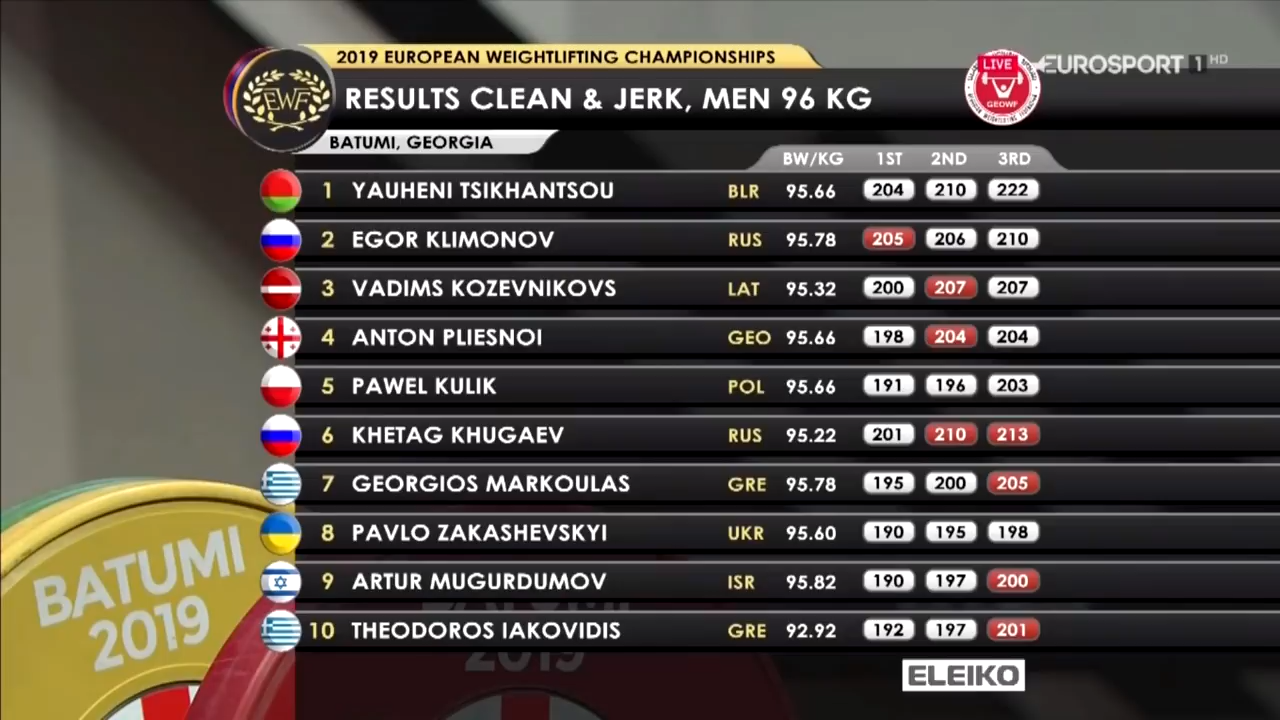 2019 EUROPEAN WEIGHTLIFTING CHAMPIONSHIPS
EWF
RESULTS CLEAN & JERK, MEN 96 KG
LIVE
GEOWF
EUROSPORT 1 HD
BATUMI, GEORGIA
BW/KG 1ST 2ND 3RD
1 YAUHENI TSIKHANTSOU BLR 95.66 204 210 222
2 EGOR KLIMONOV RUS 95.78 205 206 210
3 VADIMS KOZEVNIKOVS LAT 95.32 200 207 207
4 ANTON PLIESNOI GEO 95.66 198 204 204
5 PAWEL KULIK POL 95.66 191 196 203
6 KHETAG KHUGAEV RUS 95.22 201 210 213
7 GEORGIOS MARKOULAS GRE 95.78 195 200 205
8 PAVLO ZAKASHEVSKYI UKR 95.60 190 195 198
9 ARTUR MUGURDUMOV ISR 95.82 190 197 200
10 THEODOROS IAKOVIDIS GRE 92.92 192 197 201
BATUMI
2019
2019
ELEIKO